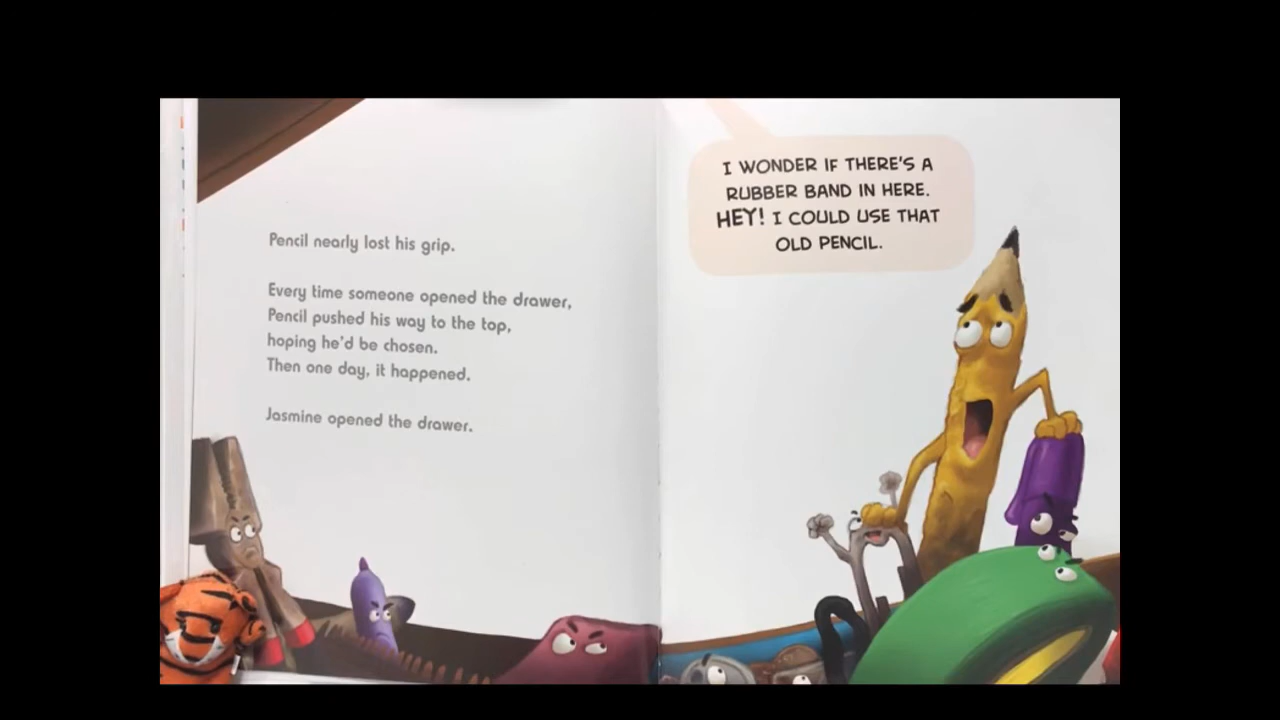 Pencil nearly lost his grip.
Every time someone opened the drawer,
Pencil pushed his way to the top,
hoping he'd be chosen.
Then one day, it happened.
Jasmine opened the drawer.
I WONDER IF THERE'S A
RUBBER BAND IN HERE.
HEY! I COULD USE THAT
OLD PENCIL.